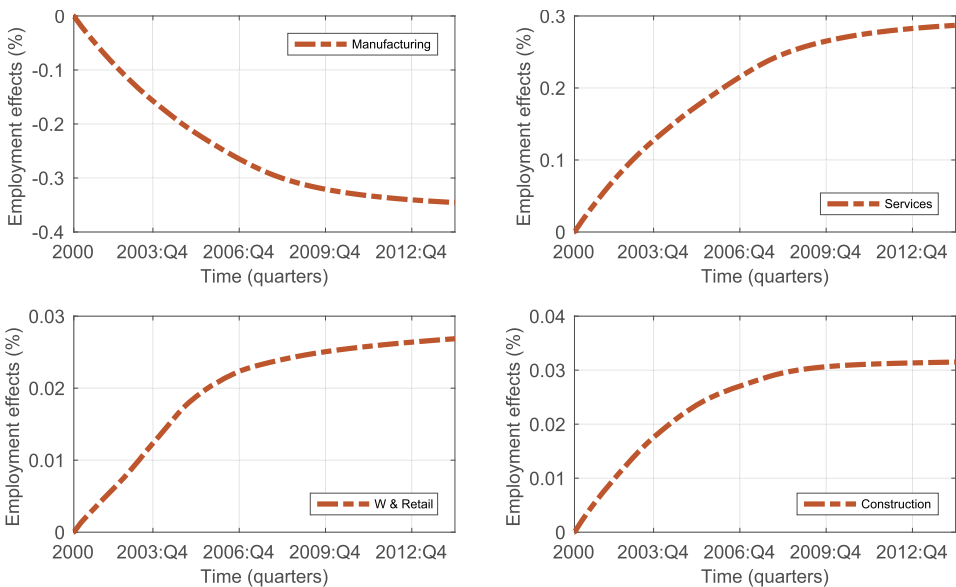 Employment effects (%)
0
-0.1
-0.2
-0.3
-0.4
Manufacturing
2000 2003:Q4 2006:Q4 2009:Q4 2012:Q4
Time (quarters)
Employment effects (%)
0.3
0.2
0.1
0
Services
2000 2003:Q4 2006:Q4 2009:Q4 2012:Q4
Time (quarters)
Employment effects (%)
0.03
0.02
0.01
0
W & Retail
2000 2003:Q4 2006:Q4 2009:Q4 2012:Q4
Time (quarters)
Employment effects (%)
0.04
0.03
0.02
0.01
0
Construction
2000 2003:Q4 2006:Q4 2009:Q4 2012:Q4
Time (quarters)